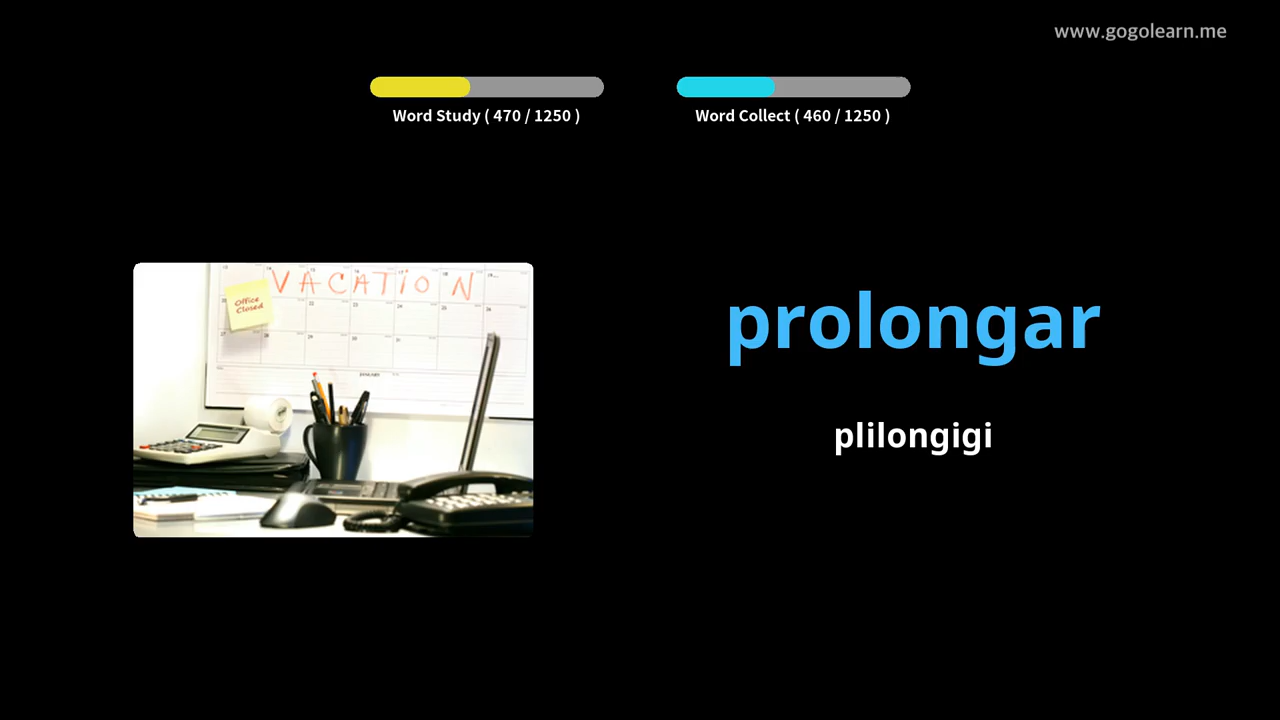 www.gogolearn.me
Word Study ( 470 / 1250 )
Word Collect ( 460 / 1250 )
VACATION
Office
Closed
prolongar
plilongigi